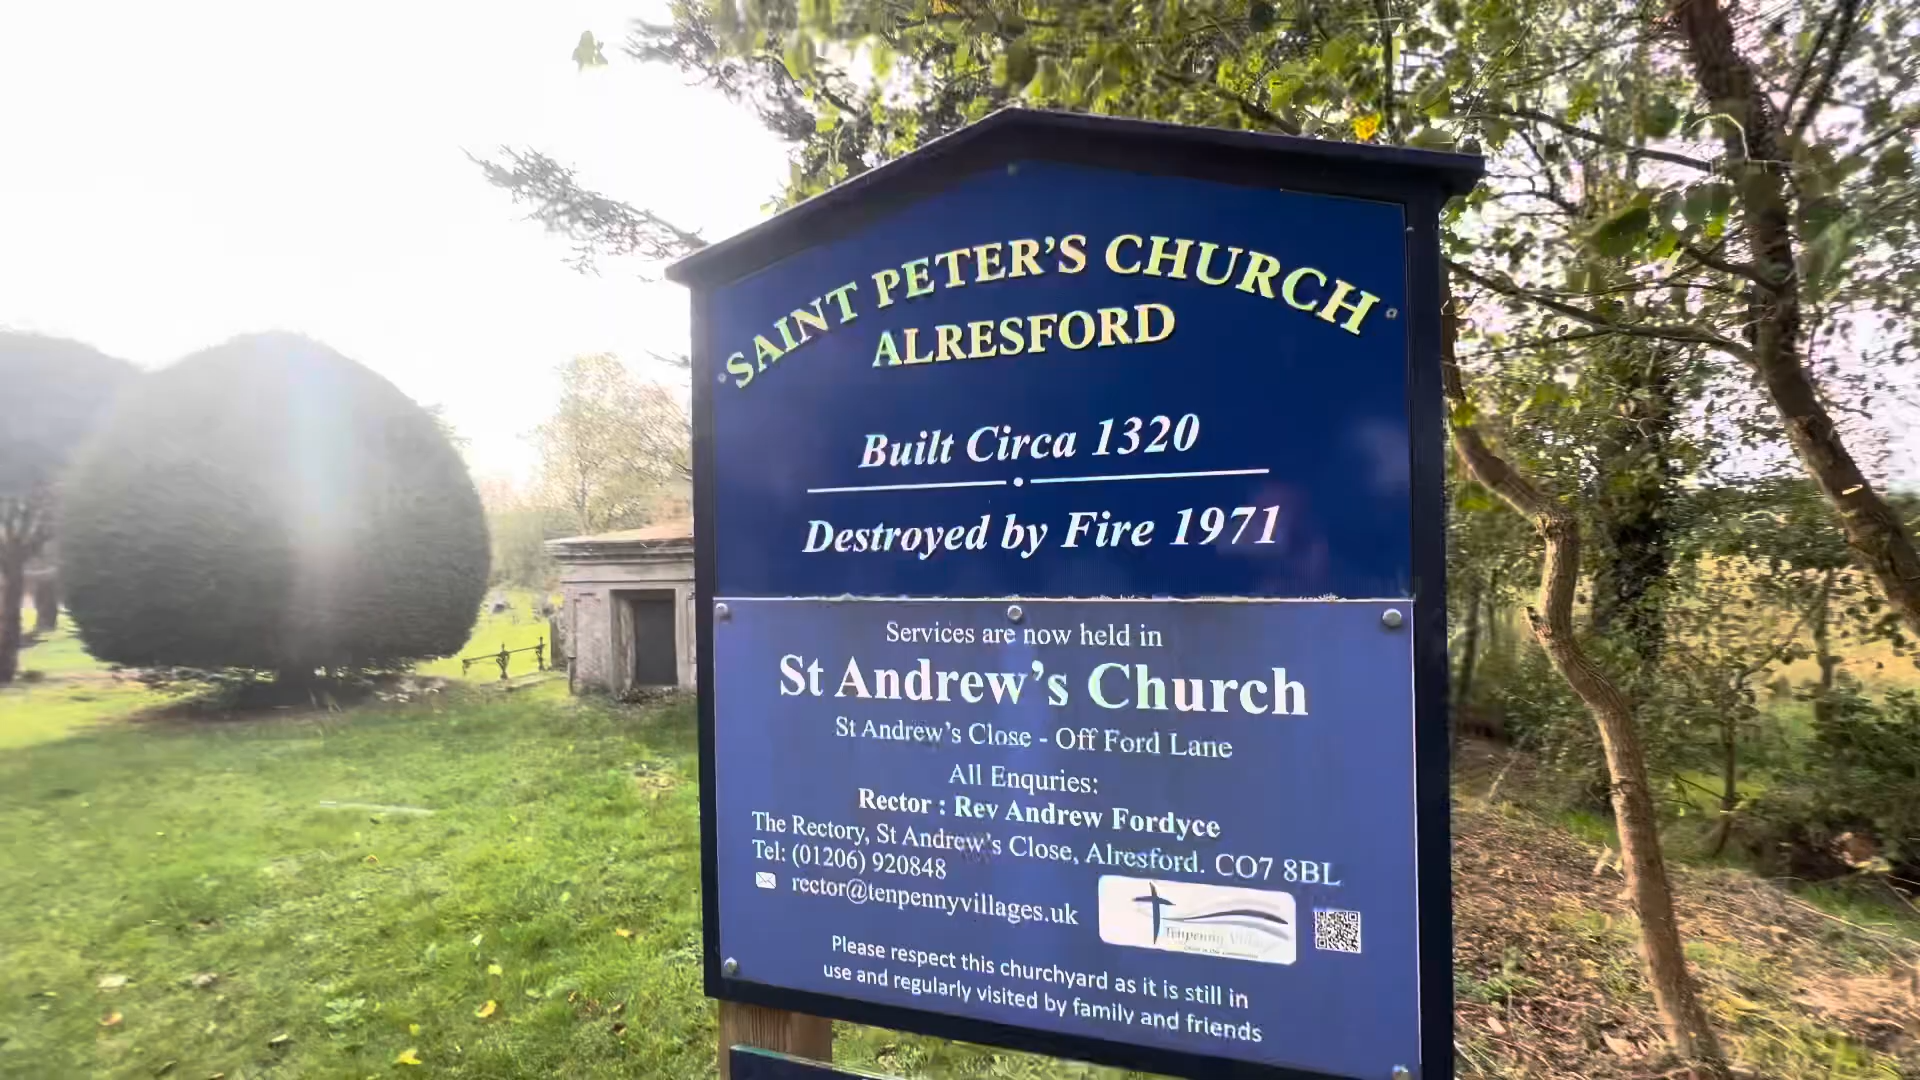 SAINT PETER'S CHURCH
ALRESFORD
Built Circa 1320
Destroyed by Fire 1971
Services are now held in
St Andrew's Church
St Andrew's Close - Off Ford Lane
All Enquries:
Rector : Rev Andrew Fordyce
The Rectory, St Andrew's Close, Alresford. CO7 8BL
Tel: (01206) 920848
rector@tenpennyvillages.uk
Tenpenny
Please respect this churchyard as it is still in
use and regularly visited by family and friends